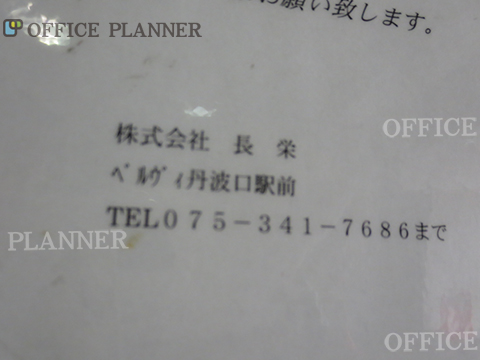 お願い致します。
OFFICE PLANNER
株式会社 長 栄
OFFICE
ベルヴィ丹波口駅前
TEL075-341-7686まで
PLANNER
OFFICE